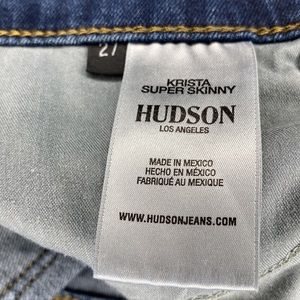 27
KRISTA
SUPER SKINNY
HUDSON
LOS ANGELES
MADE IN MEXICO
HECHO EN MÉXICO
FABRIQUÉ AU MEXIQUE
WWW.HUDSONJEANS.COM